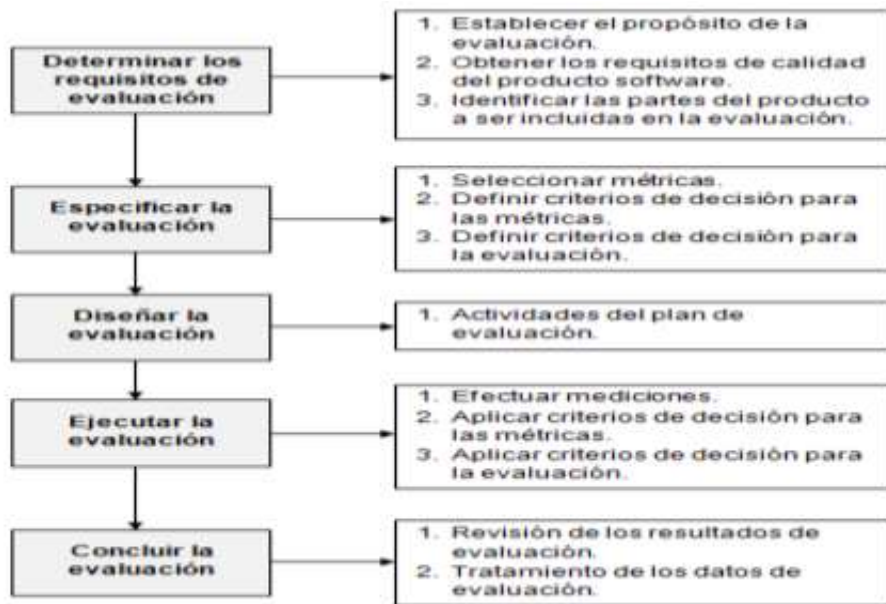 Determinar los
requisitos de
evaluación
1. Establecer el propósito de la
evaluación.
2. Obtener los requisitos de calidad
del producto software.
3. Identificar las partes del producto
a ser incluidas en la evaluación.
Especificar la
evaluación
1. Seleccionar métricas.
2. Definir criterios de decisión para
las métricas.
3. Definir criterios de decisión para
la evaluación.
Diseñar la
evaluación
1. Actividades del plan de
evaluación.
Ejecutar la
evaluación
1. Efectuar mediciones.
2. Aplicar criterios de decisión para
las métricas.
3. Aplicar criterios de decisión para
la evaluación.
Concluir la
evaluación
1. Revisión de los resultados de
evaluación.
2. Tratamiento de los datos de
evaluación.